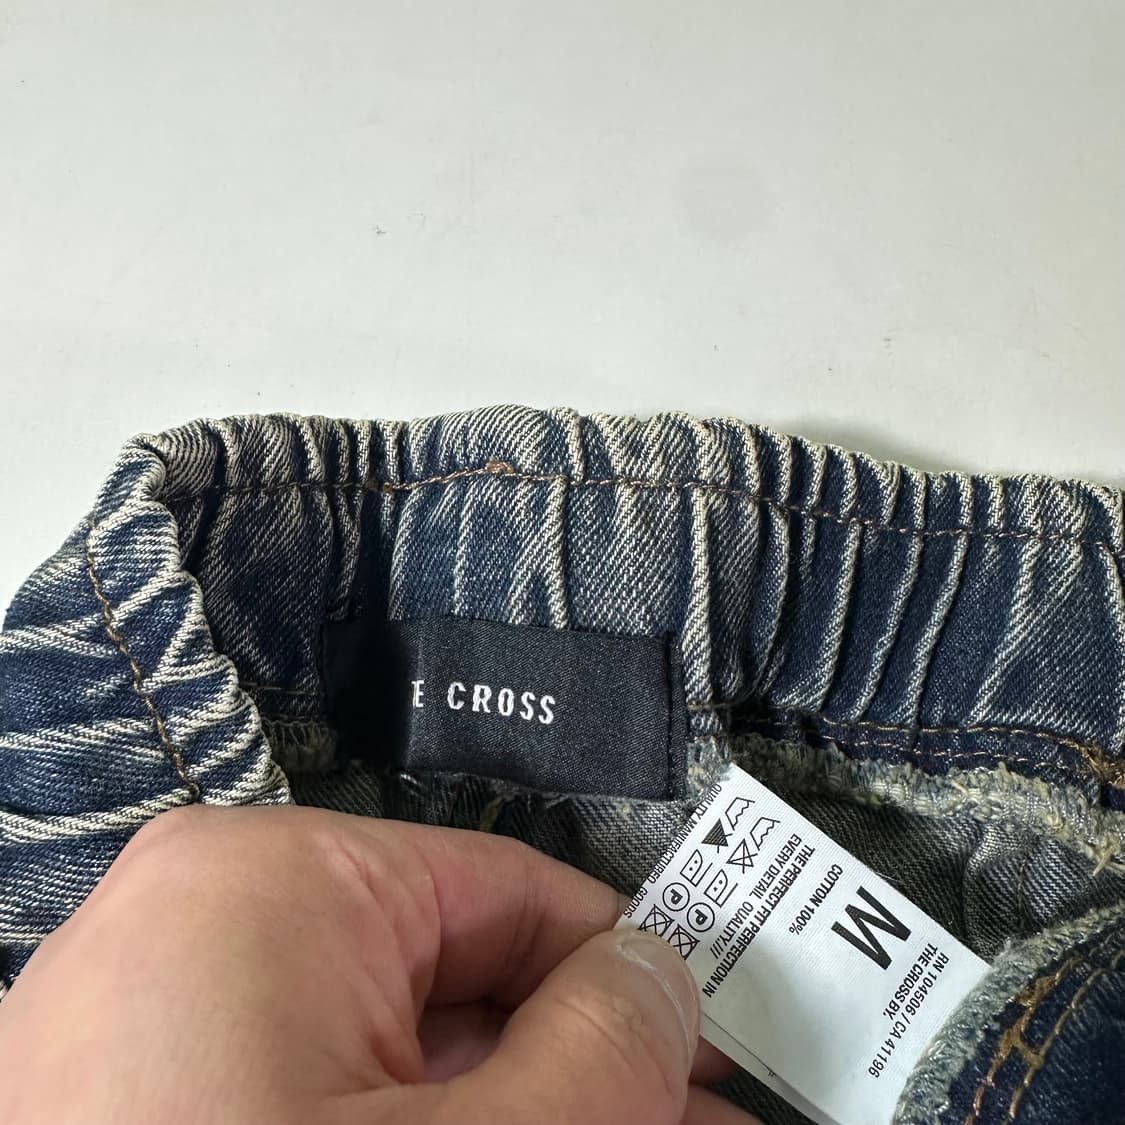 E CROSS
RN 104506 / CA 41196
THE CROSS BY.
M
COTTON 100%
THE PERFECT FIT PERFECTION IN
EVERY DETAIL. QUALITY///
P
P
QUALITY MANUFACTURED GOODS